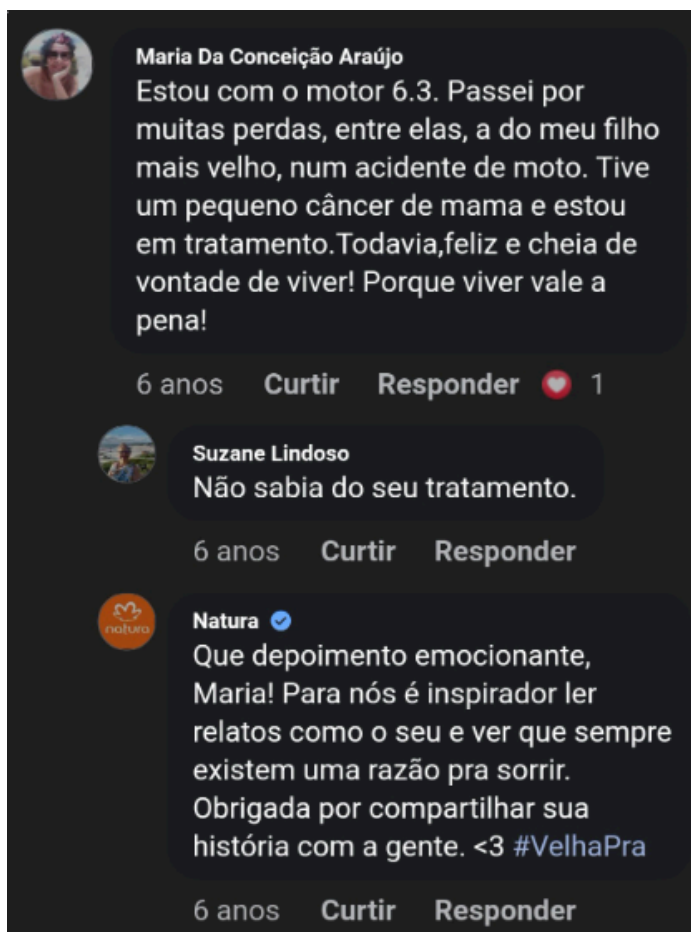 Maria Da Conceição Araújo
Estou com o motor 6.3. Passei por
muitas perdas, entre elas, a do meu filho
mais velho, num acidente de moto. Tive
um pequeno câncer de mama e estou
em tratamento.Todavia,feliz e cheia de
vontade de viver! Porque viver vale a
pena!
6 anos Curtir Responder 1
Suzane Lindoso
Não sabia do seu tratamento.
6 anos Curtir Responder
natura
Natura
Que depoimento emocionante,
Maria! Para nós é inspirador ler
relatos como o seu e ver que sempre
existem uma razão pra sorrir.
Obrigada por compartilhar sua
história com a gente. <3 #VelhaPra
6 anos Curtir Responder